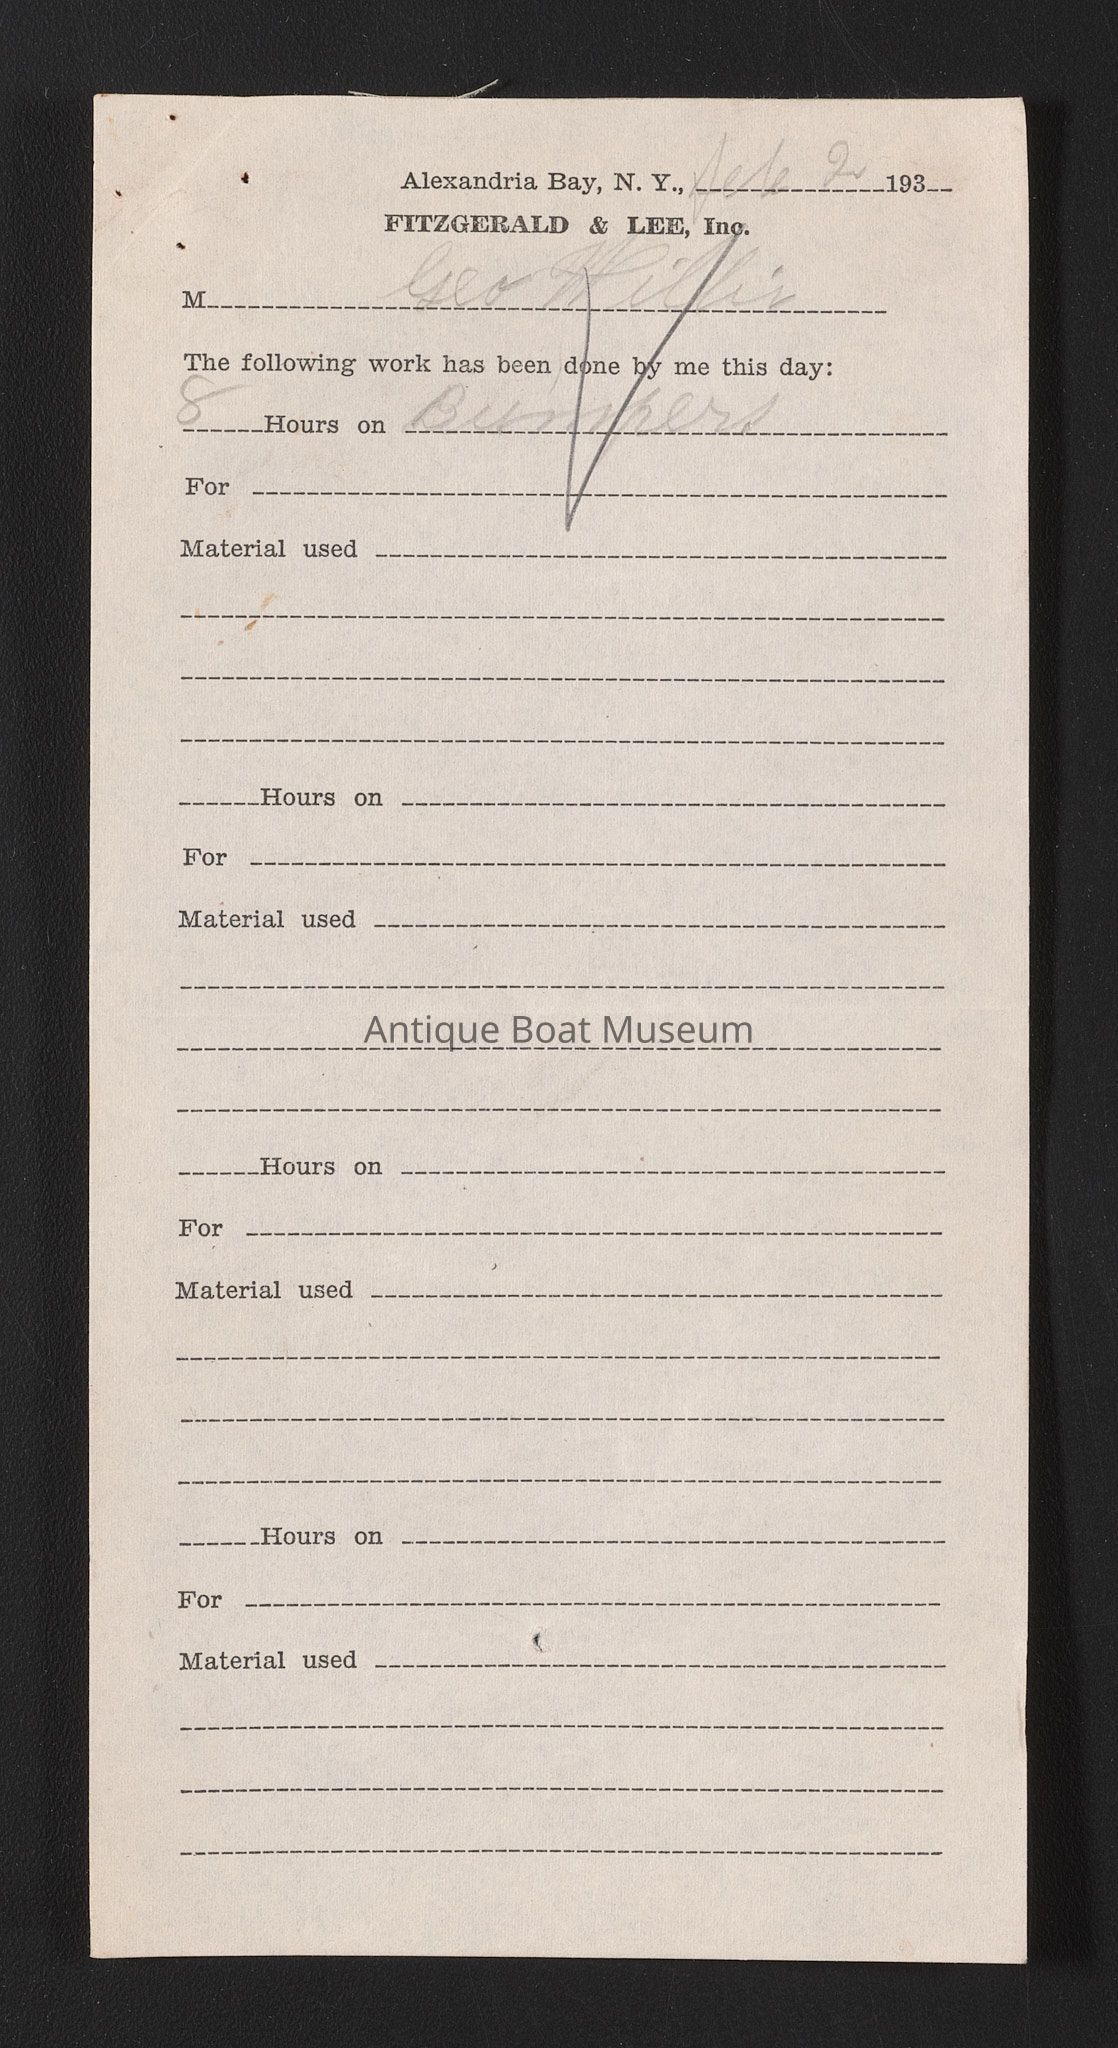 Alexandria Bay, N. Y., Feb 2 193
FITZGERALD & LEE, Inc.
M Geo
The following work has been done by me this day:
8 Hours on Bumpers
For
Material used
Hours on
For
Material used
Antique Boat Museum
Hours on
For
Material used
Hours on
For
Material used